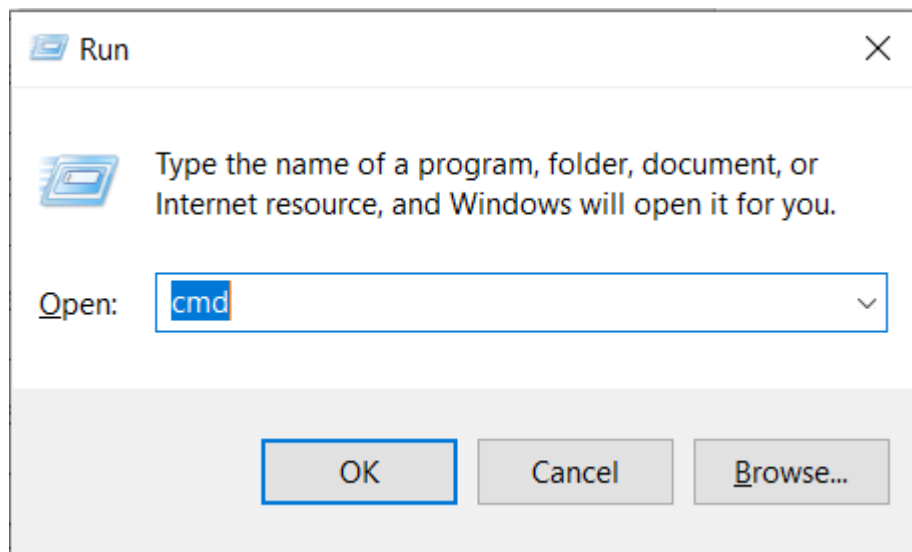 Run
Type the name of a program, folder, document, or
Internet resource, and Windows will open it for you.
Open: cmd
OK Cancel Browse...